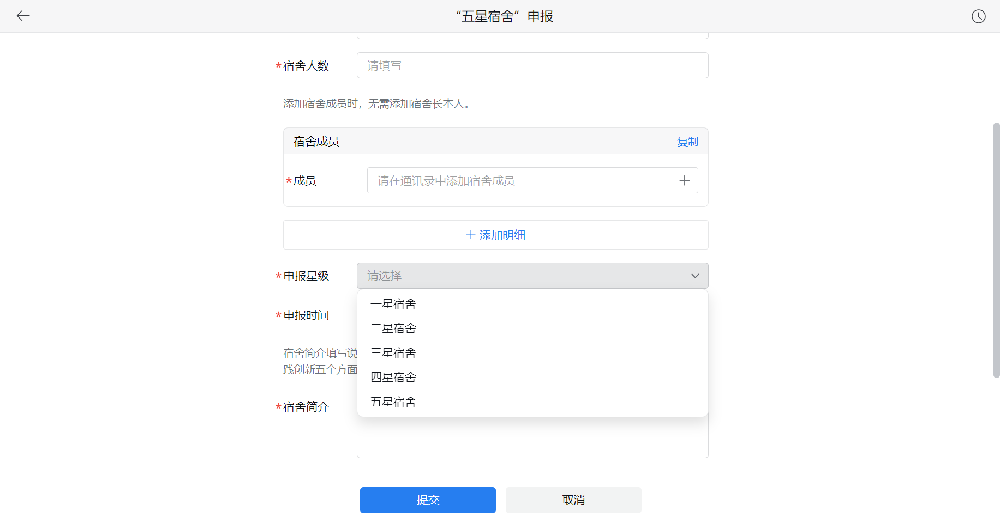 “五星宿舍”申报
*宿舍人数
请填写
添加宿舍成员时，无需添加宿舍长本人。
宿舍成员
复制
*成员
请在通讯录中添加宿舍成员
添加明细
*申报星级
请选择
一星宿舍
*申报时间
二星宿舍
宿舍简介填写说
三星宿舍
践创新五个方面
四星宿舍
*宿舍简介
五星宿舍
提交
取消